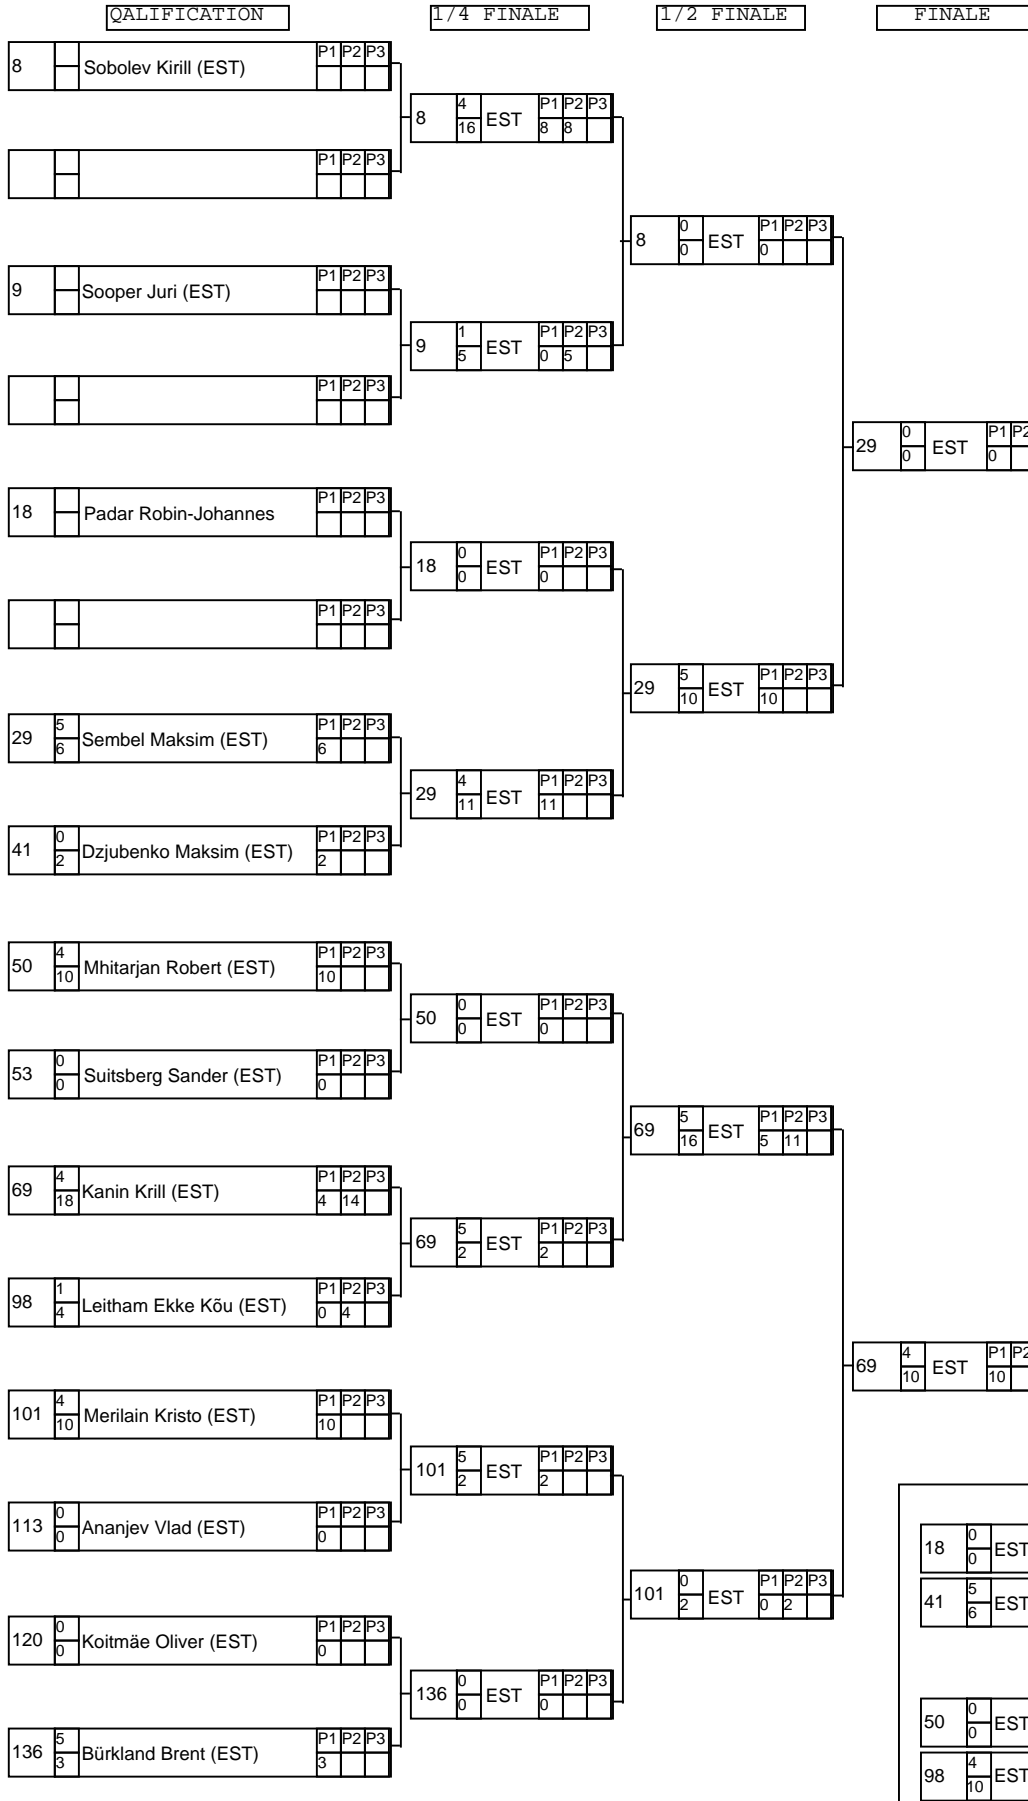 QALIFICATION
1/4 FINALE
1/2 FINALE
FINALE
8 Sobolev Kirill (EST) P1 P2 P3
P1 P2 P3
9 Sooper Juri (EST) P1 P2 P3
P1 P2 P3
18 Padar Robin-Johannes P1 P2 P3
P1 P2 P3
29 5 6 Sembel Maksim (EST) P1 P2 P3 6
41 0 2 Dzjubenko Maksim (EST) P1 P2 P3 2
50 4 10 Mhitarjan Robert (EST) P1 P2 P3 10
53 0 0 Suitsberg Sander (EST) P1 P2 P3 0
69 4 18 Kanin Krill (EST) P1 P2 P3 4 14
98 1 4 Leitham Ekke Kõu (EST) P1 P2 P3 0 4
101 4 10 Merilain Kristo (EST) P1 P2 P3 10
113 0 0 Ananjev Vlad (EST) P1 P2 P3 0
120 0 0 Koitmäe Oliver (EST) P1 P2 P3 0
136 5 3 Bürkland Brent (EST) P1 P2 P3 3
8 4 16 EST P1 P2 P3 8 8
9 1 5 EST P1 P2 P3 0 5
18 0 0 EST P1 P2 P3 0
29 4 11 EST P1 P2 P3 11
50 0 0 EST P1 P2 P3 0
69 5 2 EST P1 P2 P3 2
101 5 2 EST P1 P2 P3 2
136 0 0 EST P1 P2 P3 0
8 0 0 EST P1 P2 P3 0
29 5 10 EST P1 P2 P3 10
69 5 16 EST P1 P2 P3 5 11
101 0 2 EST P1 P2 P3 0 2
29 0 0 EST P1 P2 0
69 4 10 EST P1 P2 10
18 0 0 EST
41 5 6 EST
50 0 0 EST
98 4 10 EST